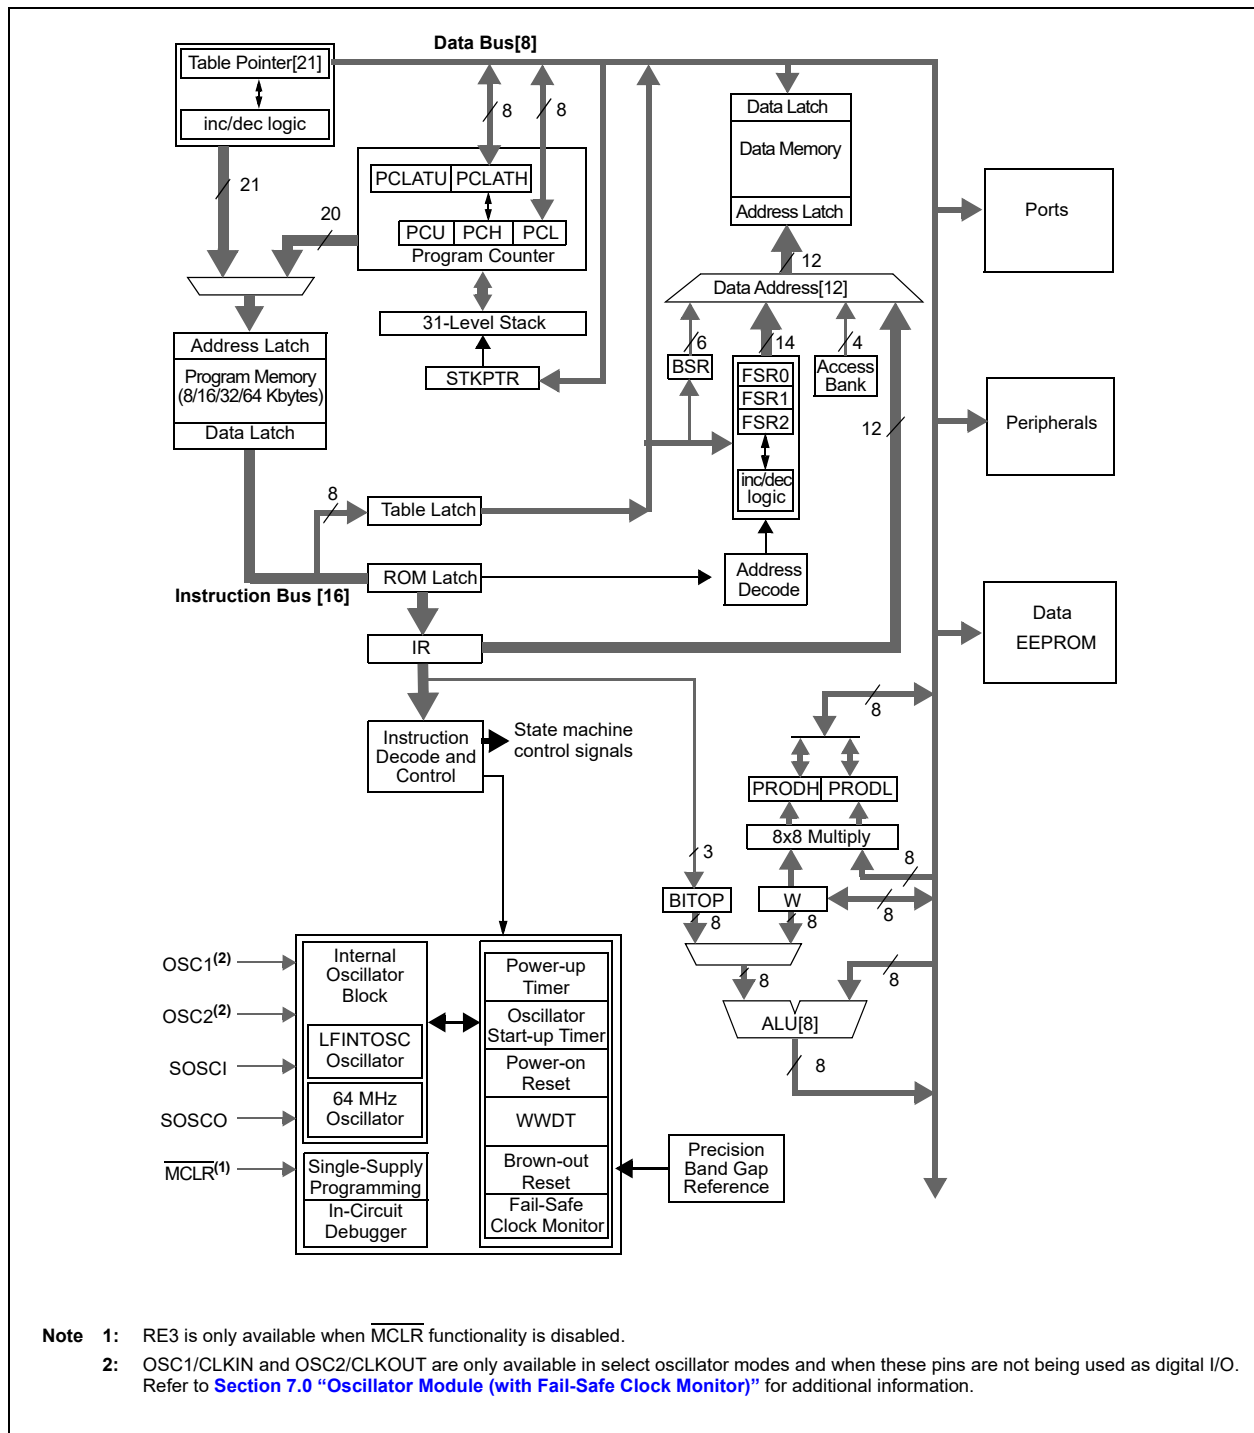 Data Bus[8]
Table Pointer[21]
inc/dec logic
21
20
8
8
PCLATU
PCLATH
PCU
PCH
PCL
Program Counter
31-Level Stack
STKPTR
Address Latch
Program Memory
(8/16/32/64 Kbytes)
Data Latch
8
Table Latch
ROM Latch
Instruction Bus [16]
IR
Instruction
Decode and
Control
State machine
control signals
Data Latch
Data Memory
Address Latch
12
Data Address[12]
6
14
4
BSR
FSR0
FSR1
FSR2
inc/dec
logic
Access
Bank
12
Address
Decode
Ports
Peripherals
Data
EEPROM
8
PRODH
PRODL
8x8 Multiply
3
8
BITOP
W
8
8
8
8
8
ALU[8]
8
OSC1(2)
OSC2(2)
SOSCI
SOSCO
MCLR(1)
Internal
Oscillator
Block
LFINTOSC
Oscillator
64 MHz
Oscillator
Single-Supply
Programming
In-Circuit
Debugger
Power-up
Timer
Oscillator
Start-up Timer
Power-on
Reset
WWDT
Brown-out
Reset
Fail-Safe
Clock Monitor
Precision
Band Gap
Reference
Note 1: RE3 is only available when MCLR functionality is disabled.
2: OSC1/CLKIN and OSC2/CLKOUT are only available in select oscillator modes and when these pins are not being used as digital I/O.
Refer to Section 7.0 “Oscillator Module (with Fail-Safe Clock Monitor)” for additional information.